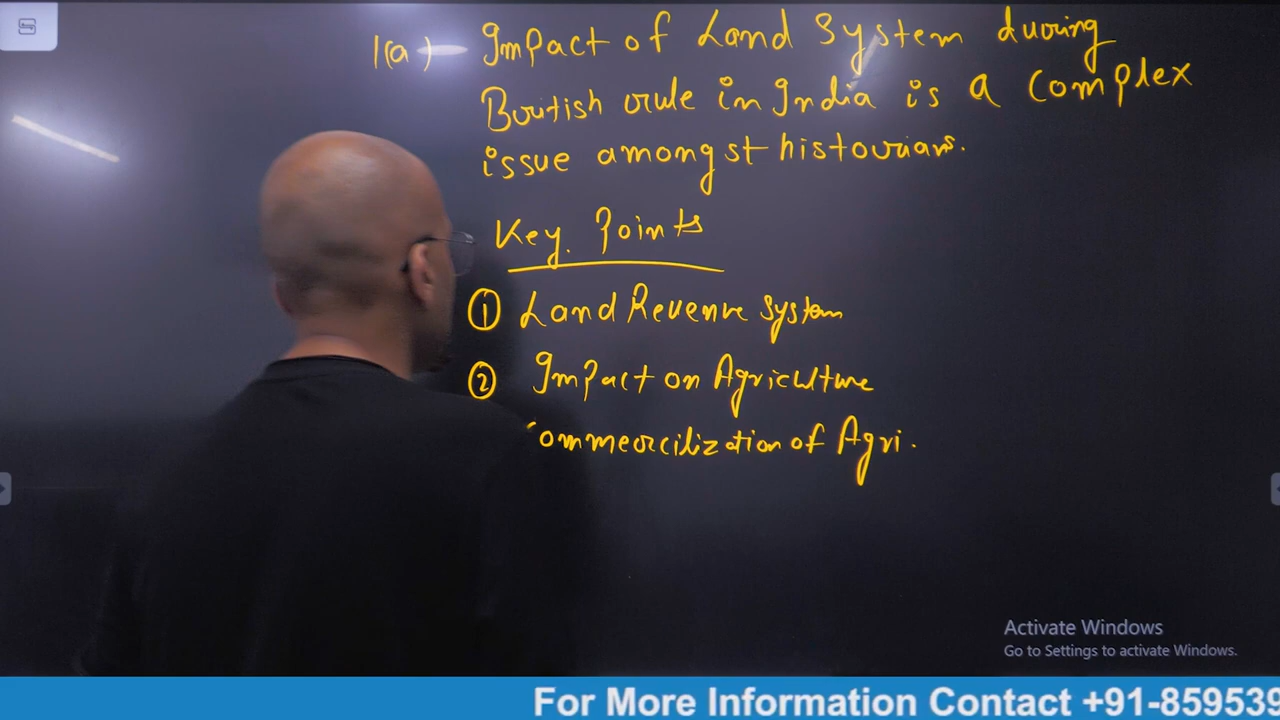 1(a) - Impact of Land System during
British rule in India is a complex
issue amongst historians.
Key Points
① Land Revenue System
② Impact on Agriculture
ommercilization of Agri.
Activate Windows
Go to Settings to activate Windows.
For More Information Contact +91-859539